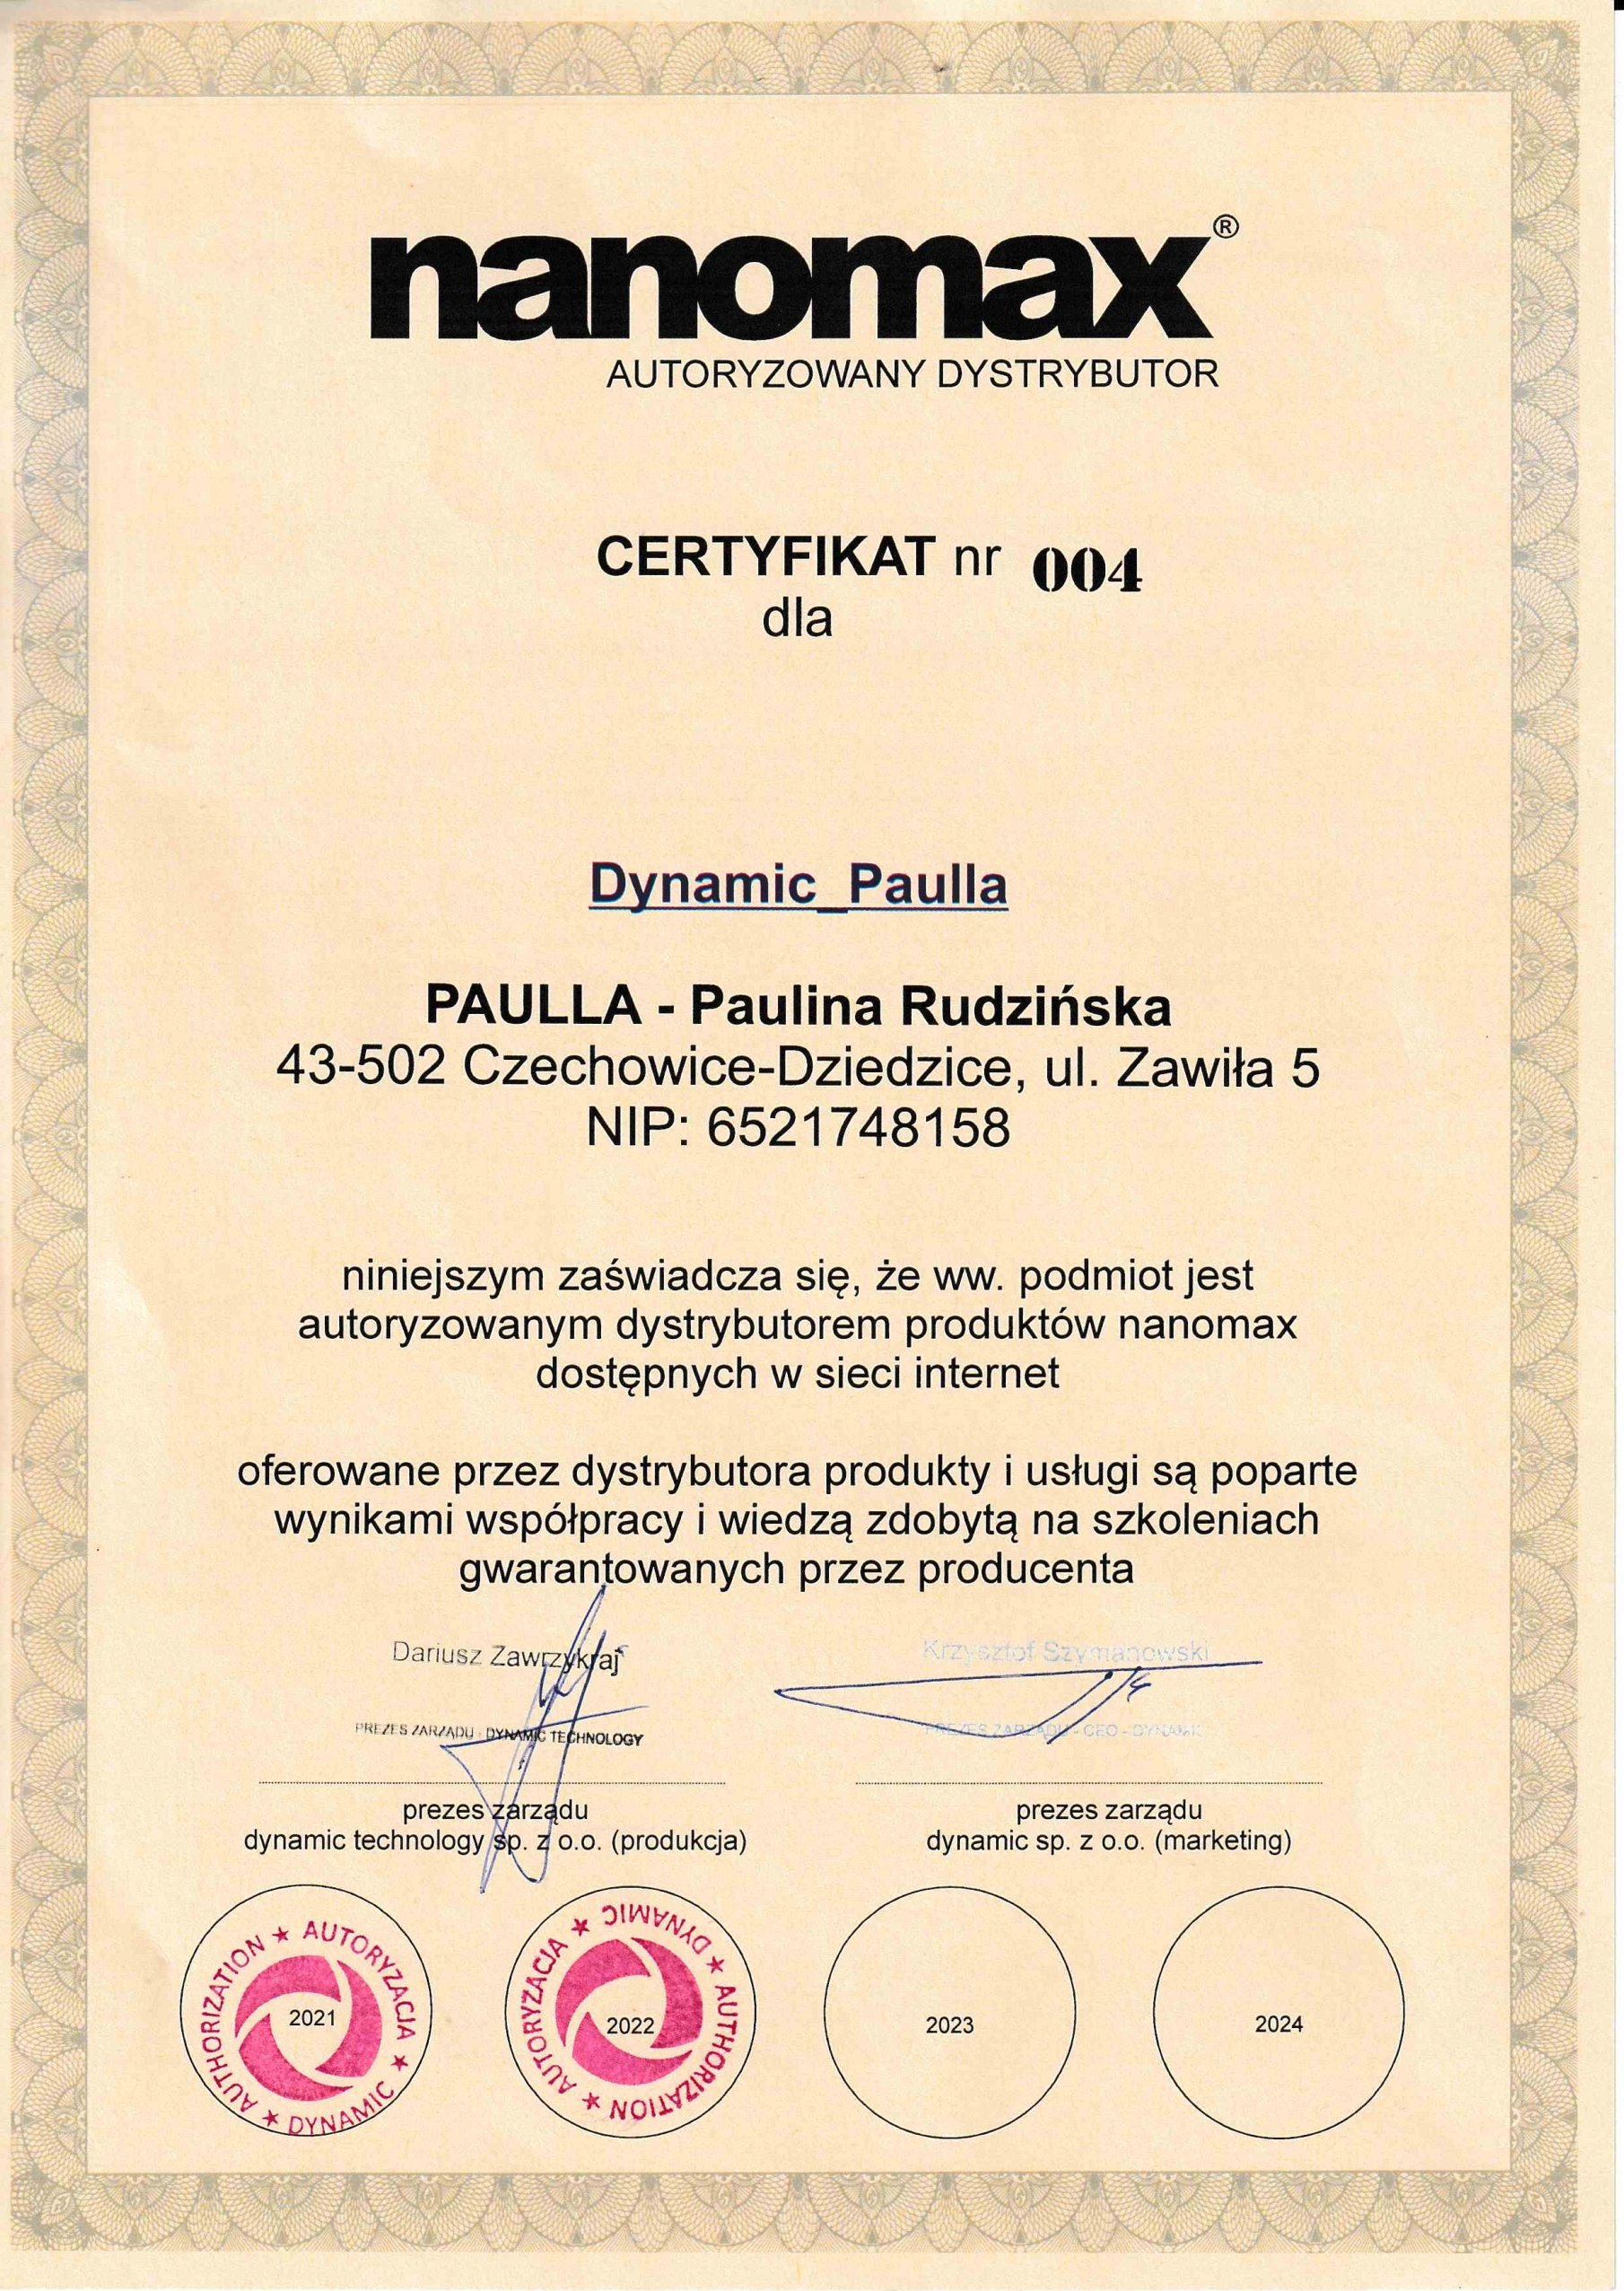 nanomax®
AUTORYZOWANY DYSTRYBUTOR
CERTYFIKAT nr 004
dla
Dynamic_Paulla
PAULLA - Paulina Rudzińska
43-502 Czechowice-Dziedzice, ul. Zawiła 5
NIP: 6521748158
niniejszym zaświadcza się, że ww. podmiot jest
autoryzowanym dystrybutorem produktów nanomax
dostępnych w sieci internet
oferowane przez dystrybutora produkty i usługi są poparte
wynikami współpracy i wiedzą zdobytą na szkoleniach
gwarantowanych przez producenta
Dariusz Zawrzykraj
PREZES ZARZĄDU - DYNAMIC TECHNOLOGY
prezes zarządu
dynamic technology sp. z o.o. (produkcja)
Krzysztof Szymanowski
PREZES ZARZĄDU - CEO - DYNAMIC
prezes zarządu
dynamic sp. z o.o. (marketing)
AUTHORIZATION ★ AUTORYZACJA ★ DYNAMIC ★
2021
AUTORYZACJA ★ DYNAMIC ★ AUTHORIZATION ★
2022
2023
2024